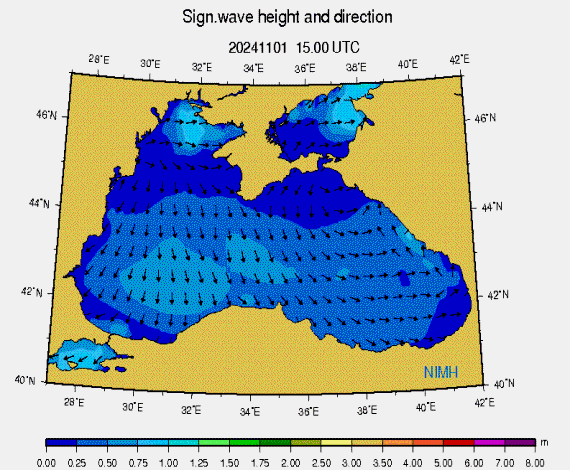 Sign.wave height and direction
20241101 15.00 UTC
28°E 30°E 32°E 34°E 36°E 38°E 40°E 42°E
46°N 46°N
44°N 44°N
42°N 42°N
NIMH
40°N 40°N
28°E 30°E 32°E 34°E 36°E 38°E 40°E 42°E
m
0.00 0.25 0.50 0.75 1.00 1.25 1.50 1.75 2.00 2.50 3.00 3.50 4.00 5.00 6.00 7.00 8.00